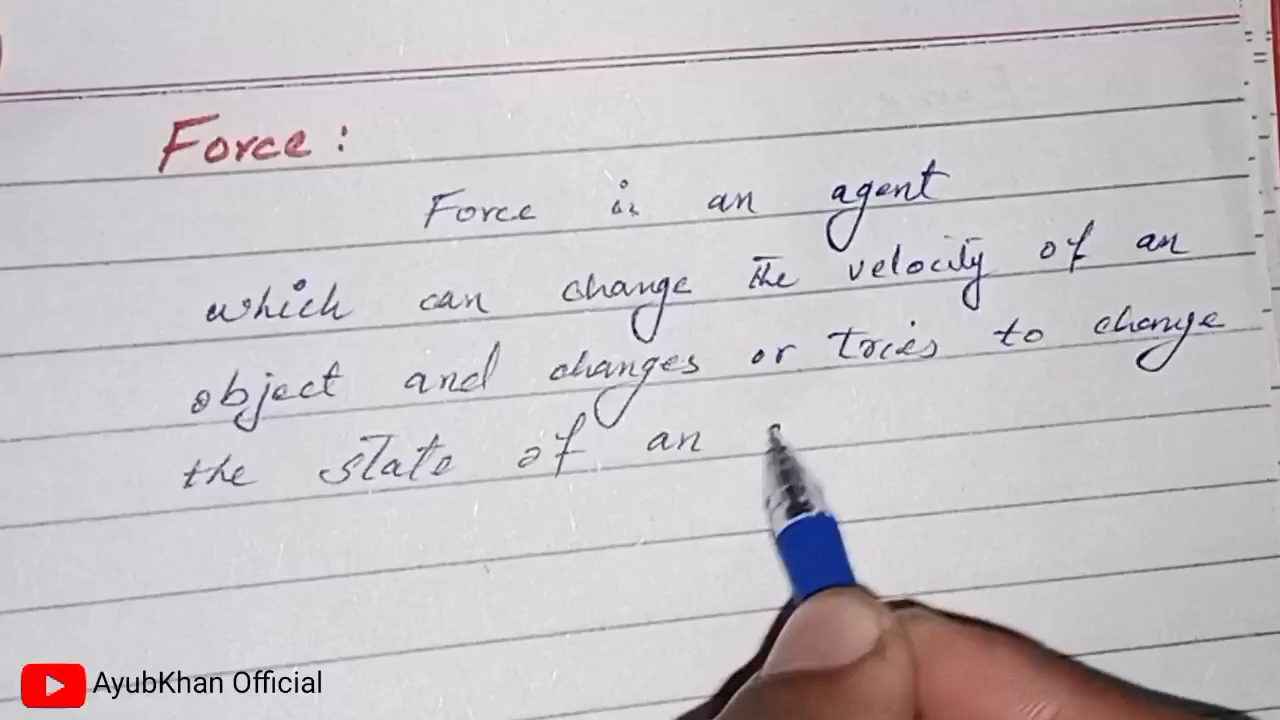 Force:
Force is an agent
which can change the velocity of an
object and changes or tries to change
the state of an
AyubKhan Official